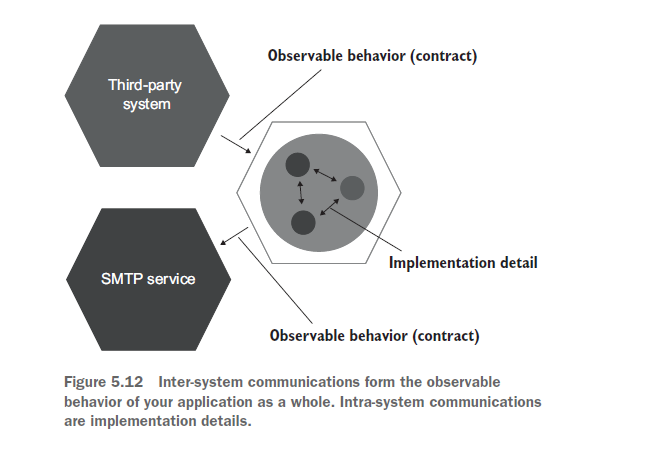 Observable behavior (contract)
Third-party
system
Implementation detail
SMTP service
Observable behavior (contract)
Figure 5.12 Inter-system communications form the observable
behavior of your application as a whole. Intra-system communications
are implementation details.